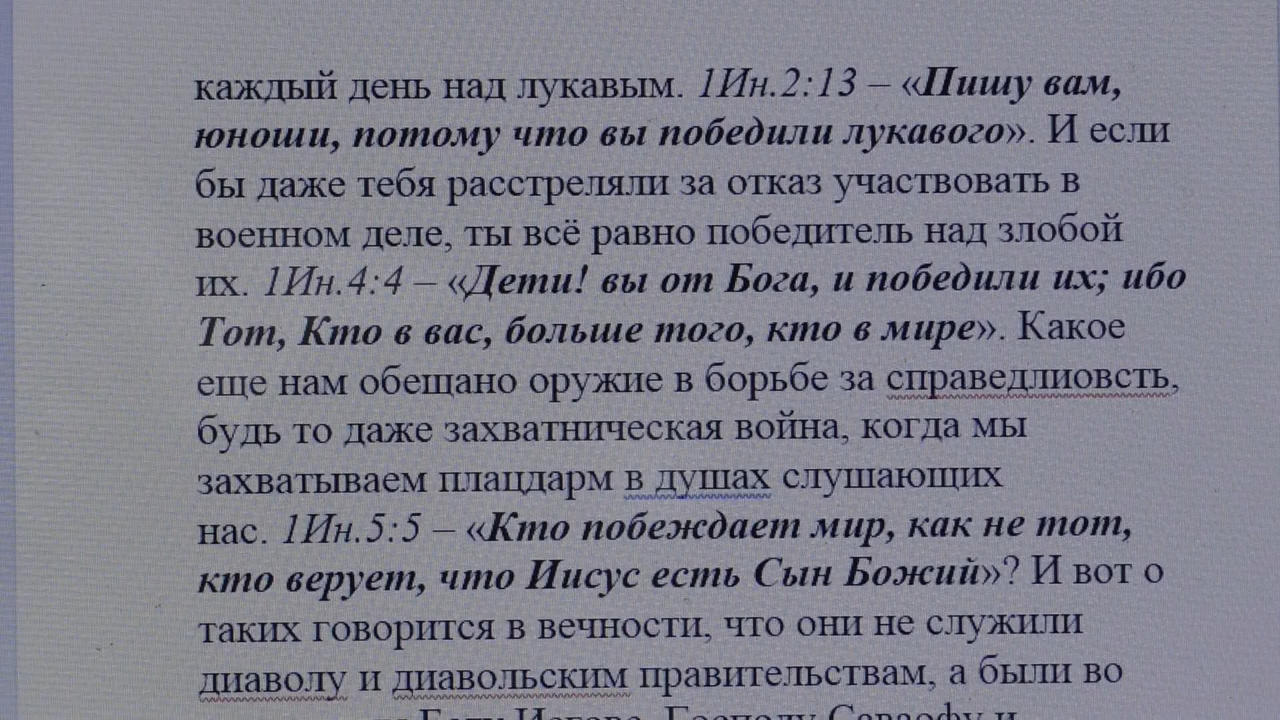 каждый день над лукавым. 1Ин.2:13 – «Пишу вам,
юноши, потому что вы победили лукавого». И если
бы даже тебя расстреляли за отказ участвовать в
военном деле, ты всё равно победитель над злобой
их. 1Ин.4:4 – «Дети! вы от Бога, и победили их; ибо
Тот, Кто в вас, больше того, кто в мире». Какое
еще нам обещано оружие в борьбе за справедлиовсть,
будь то даже захватническая война, когда мы
захватываем плацдарм в душах слушающих
нас. 1Ин.5:5 – «Кто побеждает мир, как не тот,
кто верует, что Иисус есть Сын Божий»? И вот о
таких говорится в вечности, что они не служили
диаволу и диавольским правительствам, а были во
Богу Иегове, Господу Саваофу и